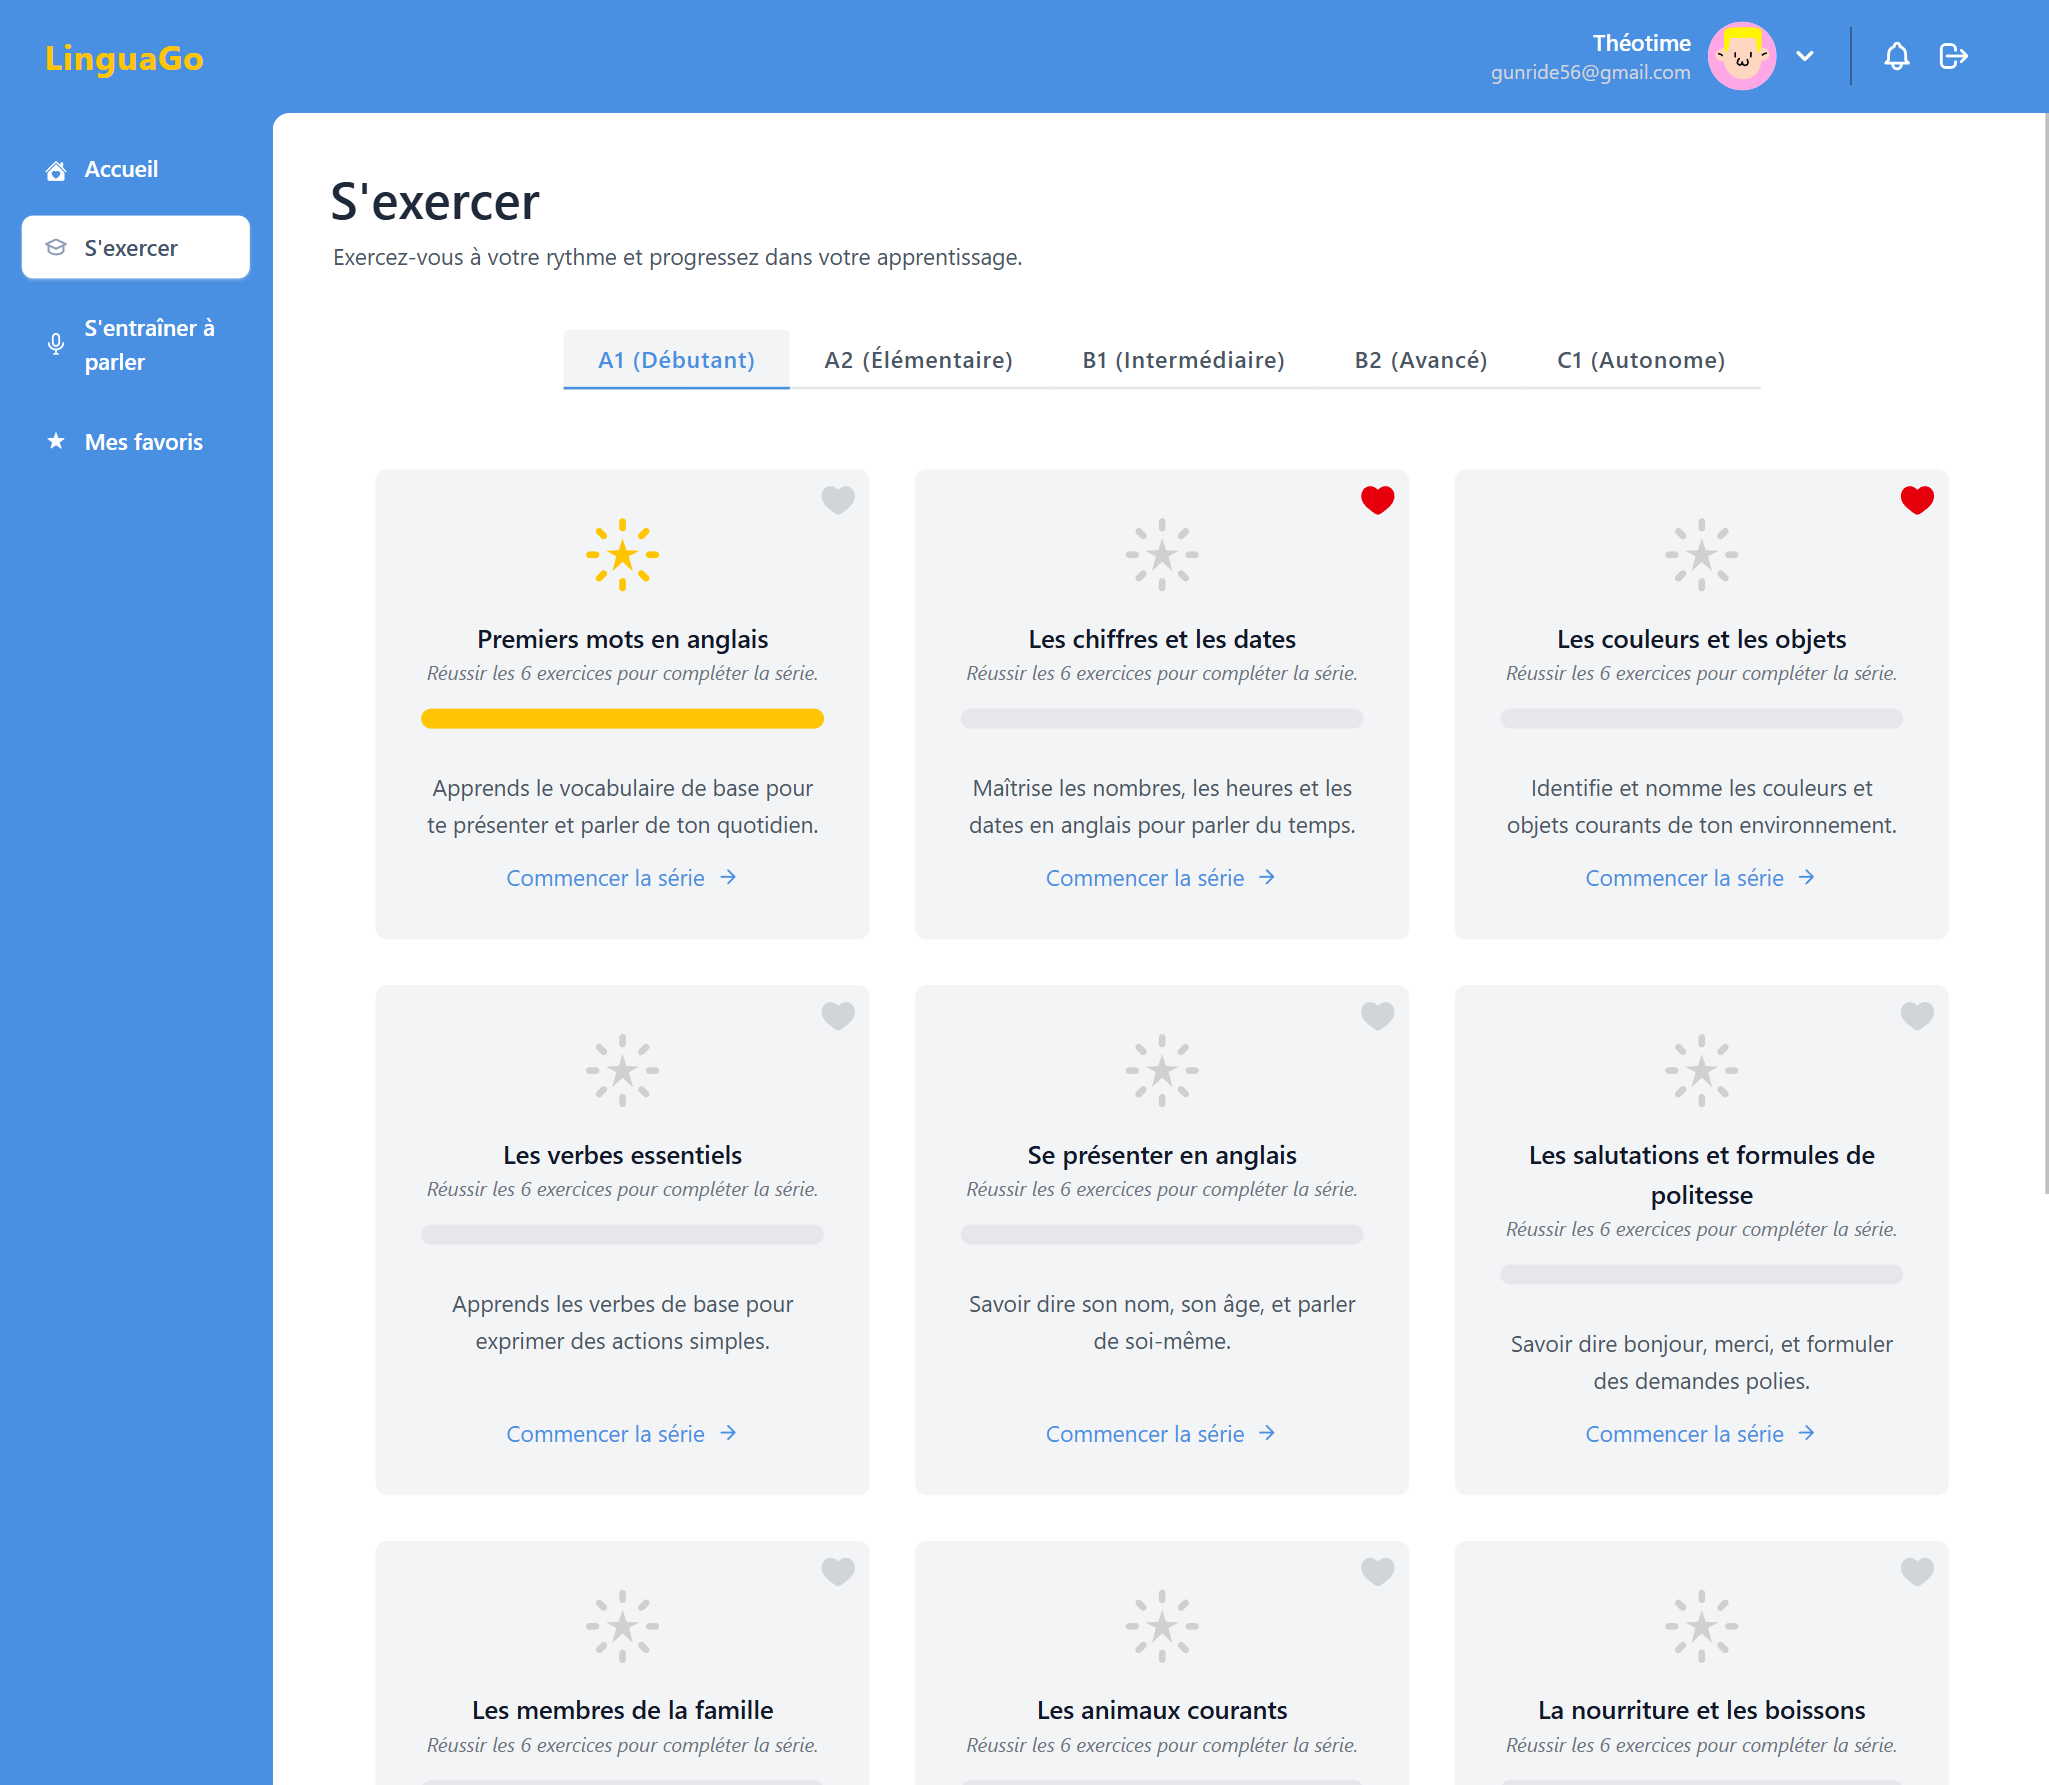 LinguaGo
Théotime
gunride56@gmail.com
Accueil
S'exercer
S'entraîner à
parler
Mes favoris
S'exercer
Exercez-vous à votre rythme et progressez dans votre apprentissage.
A1 (Débutant)
A2 (Élémentaire)
B1 (Intermédiaire)
B2 (Avancé)
C1 (Autonome)
Premiers mots en anglais
Réussir les 6 exercices pour compléter la série.
Apprends le vocabulaire de base pour
te présenter et parler de ton quotidien.
Commencer la série
Les chiffres et les dates
Réussir les 6 exercices pour compléter la série.
Maîtrise les nombres, les heures et les
dates en anglais pour parler du temps.
Commencer la série
Les couleurs et les objets
Réussir les 6 exercices pour compléter la série.
Identifie et nomme les couleurs et
objets courants de ton environnement.
Commencer la série
Les verbes essentiels
Réussir les 6 exercices pour compléter la série.
Apprends les verbes de base pour
exprimer des actions simples.
Commencer la série
Se présenter en anglais
Réussir les 6 exercices pour compléter la série.
Savoir dire son nom, son âge, et parler
de soi-même.
Commencer la série
Les salutations et formules de
politesse
Réussir les 6 exercices pour compléter la série.
Savoir dire bonjour, merci, et formuler
des demandes polies.
Commencer la série
Les membres de la famille
Réussir les 6 exercices pour compléter la série.
Les animaux courants
Réussir les 6 exercices pour compléter la série.
La nourriture et les boissons
Réussir les 6 exercices pour compléter la série.